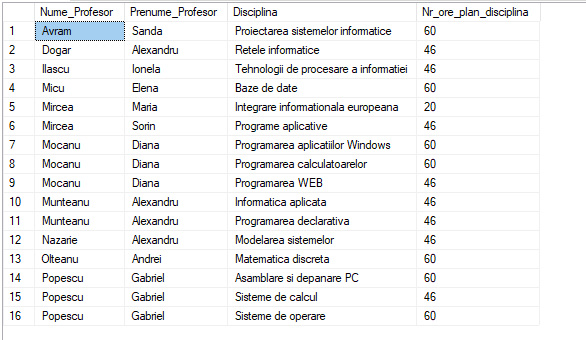 Nume_Profesor Prenume_Profesor Disciplina Nr_ore_plan_disciplina
1 Avram Sanda Proiectarea sistemelor informatice 60
2 Dogar Alexandru Retele informatice 46
3 Ilascu Ionela Tehnologii de procesare a informatiei 46
4 Micu Elena Baze de date 60
5 Mircea Maria Integrare informationala europeana 20
6 Mircea Sorin Programe aplicative 46
7 Mocanu Diana Programarea aplicatiilor Windows 60
8 Mocanu Diana Programarea calculatoarelor 60
9 Mocanu Diana Programarea WEB 46
10 Munteanu Alexandru Informatica aplicata 46
11 Munteanu Alexandru Programarea declarativa 46
12 Nazarie Alexandru Modelarea sistemelor 46
13 Olteanu Andrei Matematica discreta 60
14 Popescu Gabriel Asamblare si depanare PC 60
15 Popescu Gabriel Sisteme de calcul 46
16 Popescu Gabriel Sisteme de operare 60